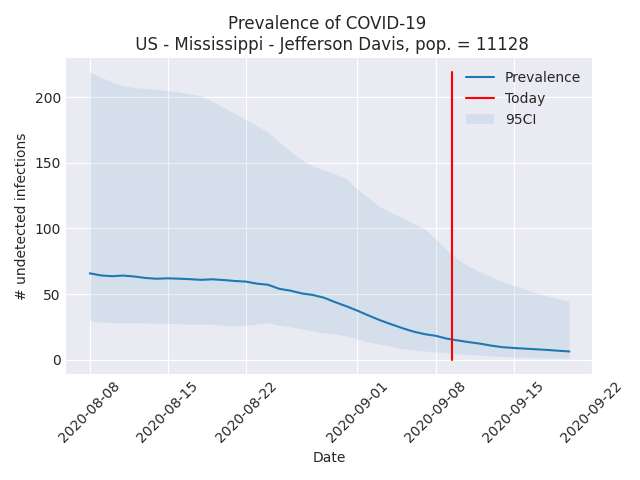 Prevalence of COVID-19
US - Mississippi - Jefferson Davis, pop. = 11128
Prevalence
Today
95CI
# undetected infections
200
150
100
50
0
2020-08-08
2020-08-15
2020-08-22
2020-09-01
2020-09-08
2020-09-15
2020-09-22
Date